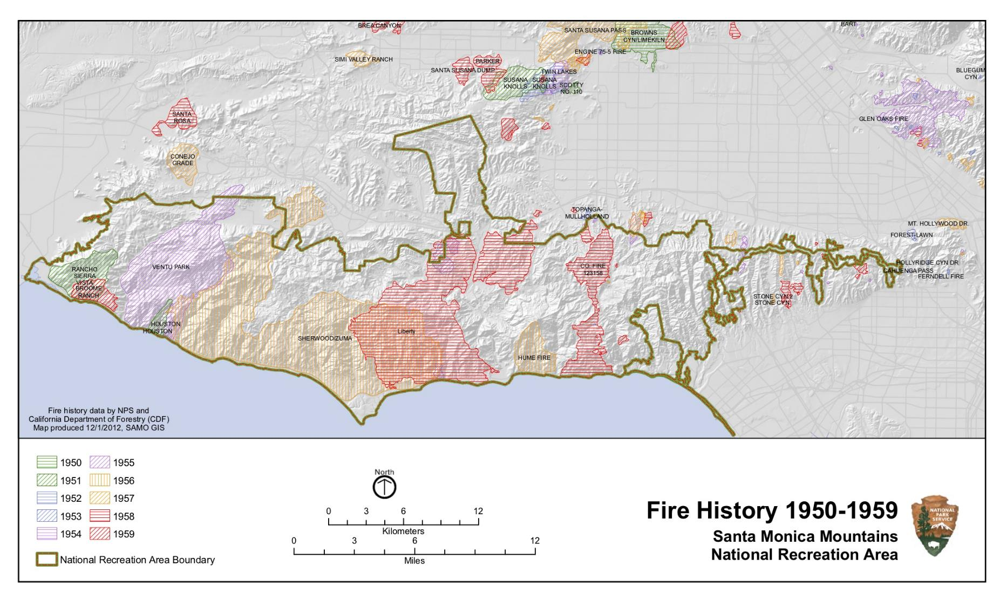 BREA CANYON
SANTA SUSANA PASS
BROWNS
CYN/LIMEKILN
BART
SIMI VALLEY RANCH
ENGINE 75-5 FIRE
PARKER
SANTA SUSANA DUMP
TWIN LAKES
BLUEGUM
CYN
SUSANA
KNOLLS
SUSANA
KNOLLS
SCOTTY
NO. 110
SANTA
ROSA
GLEN OAKS FIRE
CONEJO
GRADE
TOPANGA-
MULLHOLLAND
MT. HOLLYWOOD DR.
FOREST-LAWN
VENTU PARK
RANCHO
SIERRA
VISTA
BROOME
RANCH
CO. FIRE
123158
HOLLYRIDGE CYN DR
CAHUENGA PASS
FERNDELL FIRE
STONE CYN 2
STONE CYN
HOUSTON
HOUSTON
SHERWOOD/ZUMA
Liberty
HUME FIRE
Fire history data by NPS and
California Department of Forestry (CDF)
Map produced 12/1/2012, SAMO GIS
1950
1951
1952
1953
1954
1955
1956
1957
1958
1959
National Recreation Area Boundary
North
0 3 6 12
Kilometers
0 3 6 12
Miles
Fire History 1950-1959
Santa Monica Mountains
National Recreation Area
NATIONAL
PARK
SERVICE